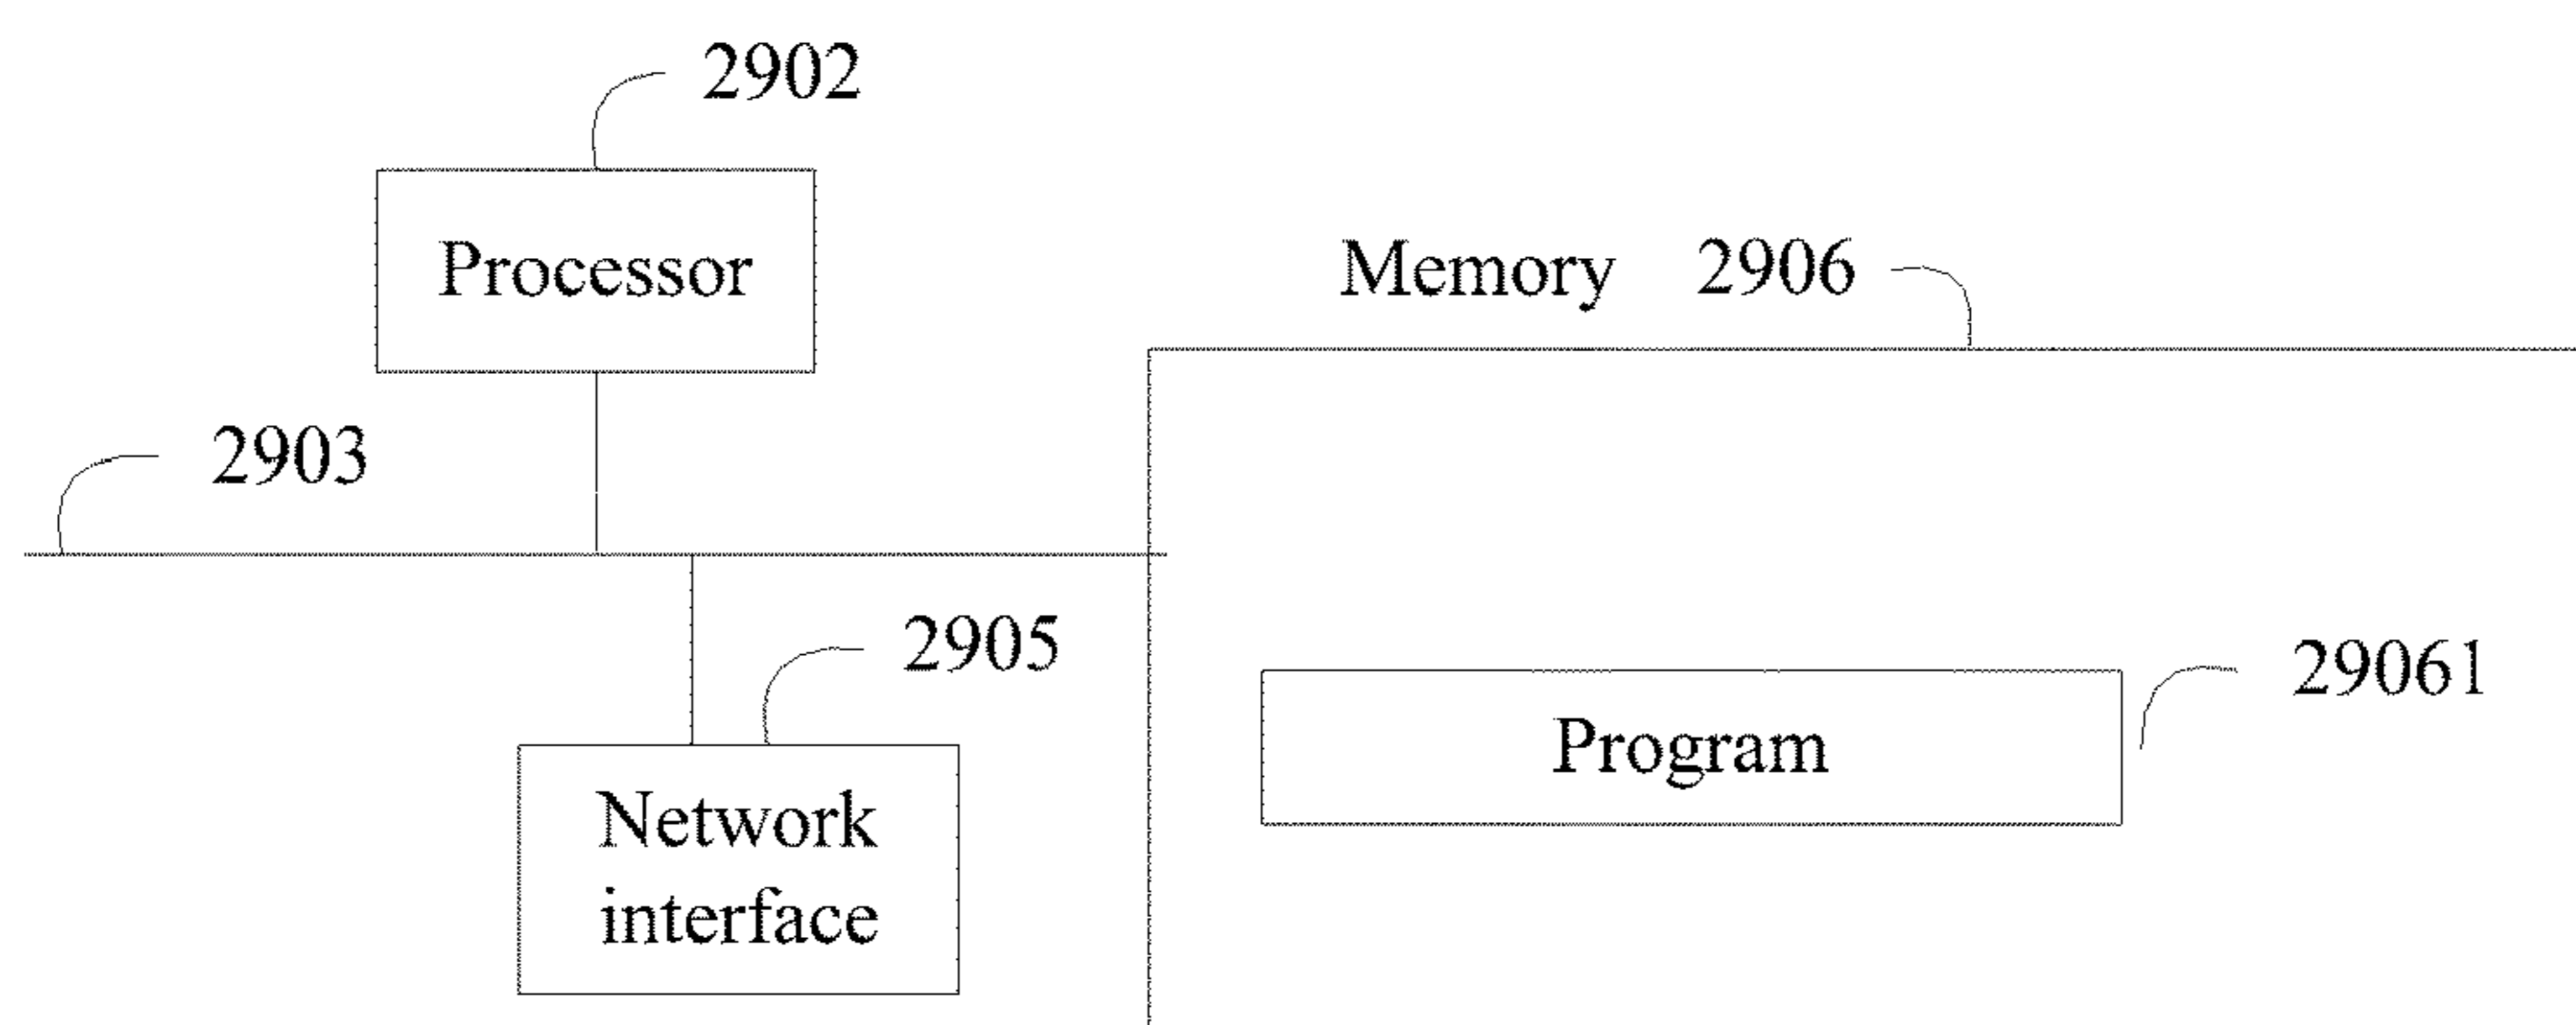 2902
Processor
Memory 2906
2903
2905
29061
Program
Network
interface